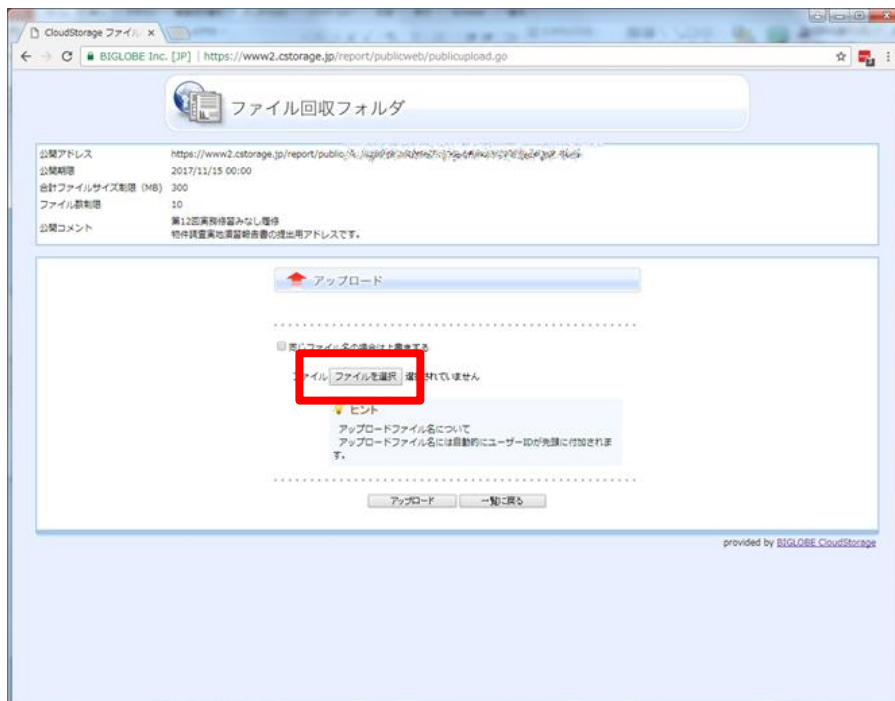 CloudStorage ファイル
BIGLOBE Inc. [JP] | https://www2.cstorage.jp/report/publicweb/publicupload.go
ファイル回収フォルダ
公開アドレス https://www2.cstorage.jp/report/public
公開期限 2017/11/15 00:00
合計ファイルサイズ制限 (MB) 300
ファイル数制限 10
公開コメント 第12回実務修習みなし履修
物件調査実地演習報告書の提出用アドレスです。
アップロード
同じファイル名の場合は上書きする
ファイル ファイルを選択 選択されていません
ヒント
アップロードファイル名について
アップロードファイル名には自動的にユーザーIDが先頭に付加されま
す。
アップロード 一覧に戻る
provided by BIGLOBE CloudStorage